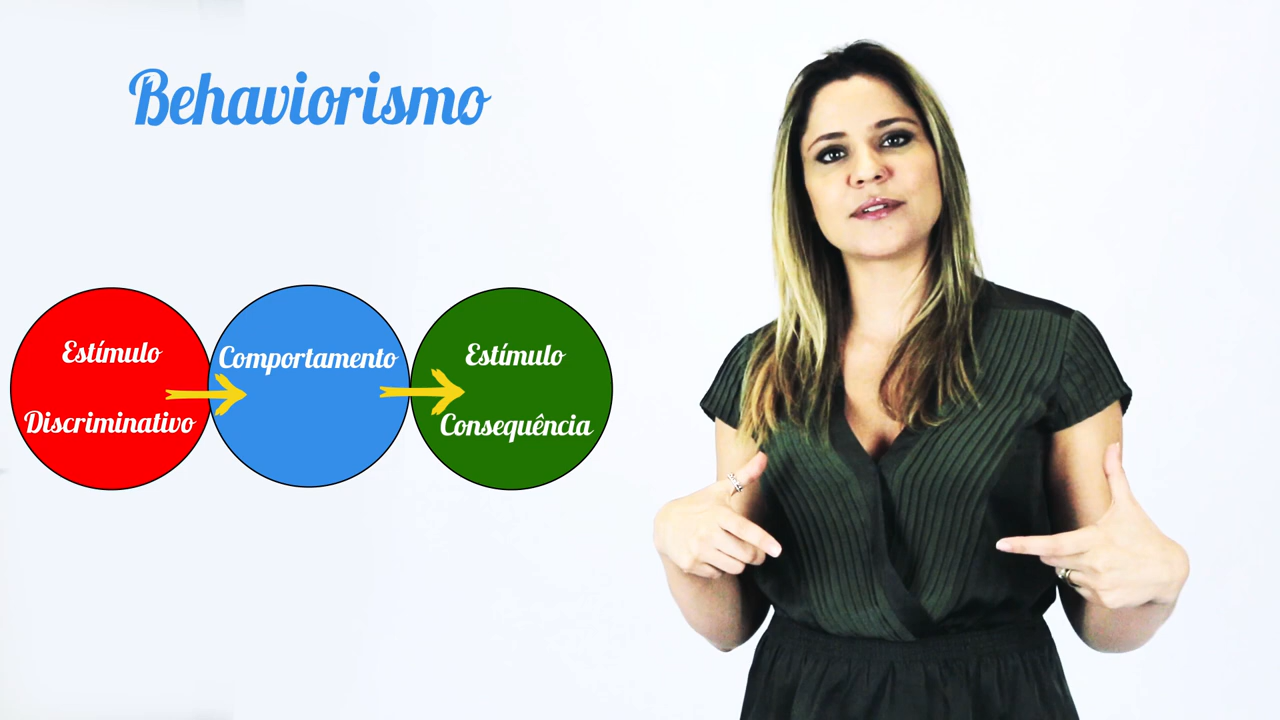 Behaviorismo
Estímulo
Discriminativo
Comportamento
Estímulo
Consequência